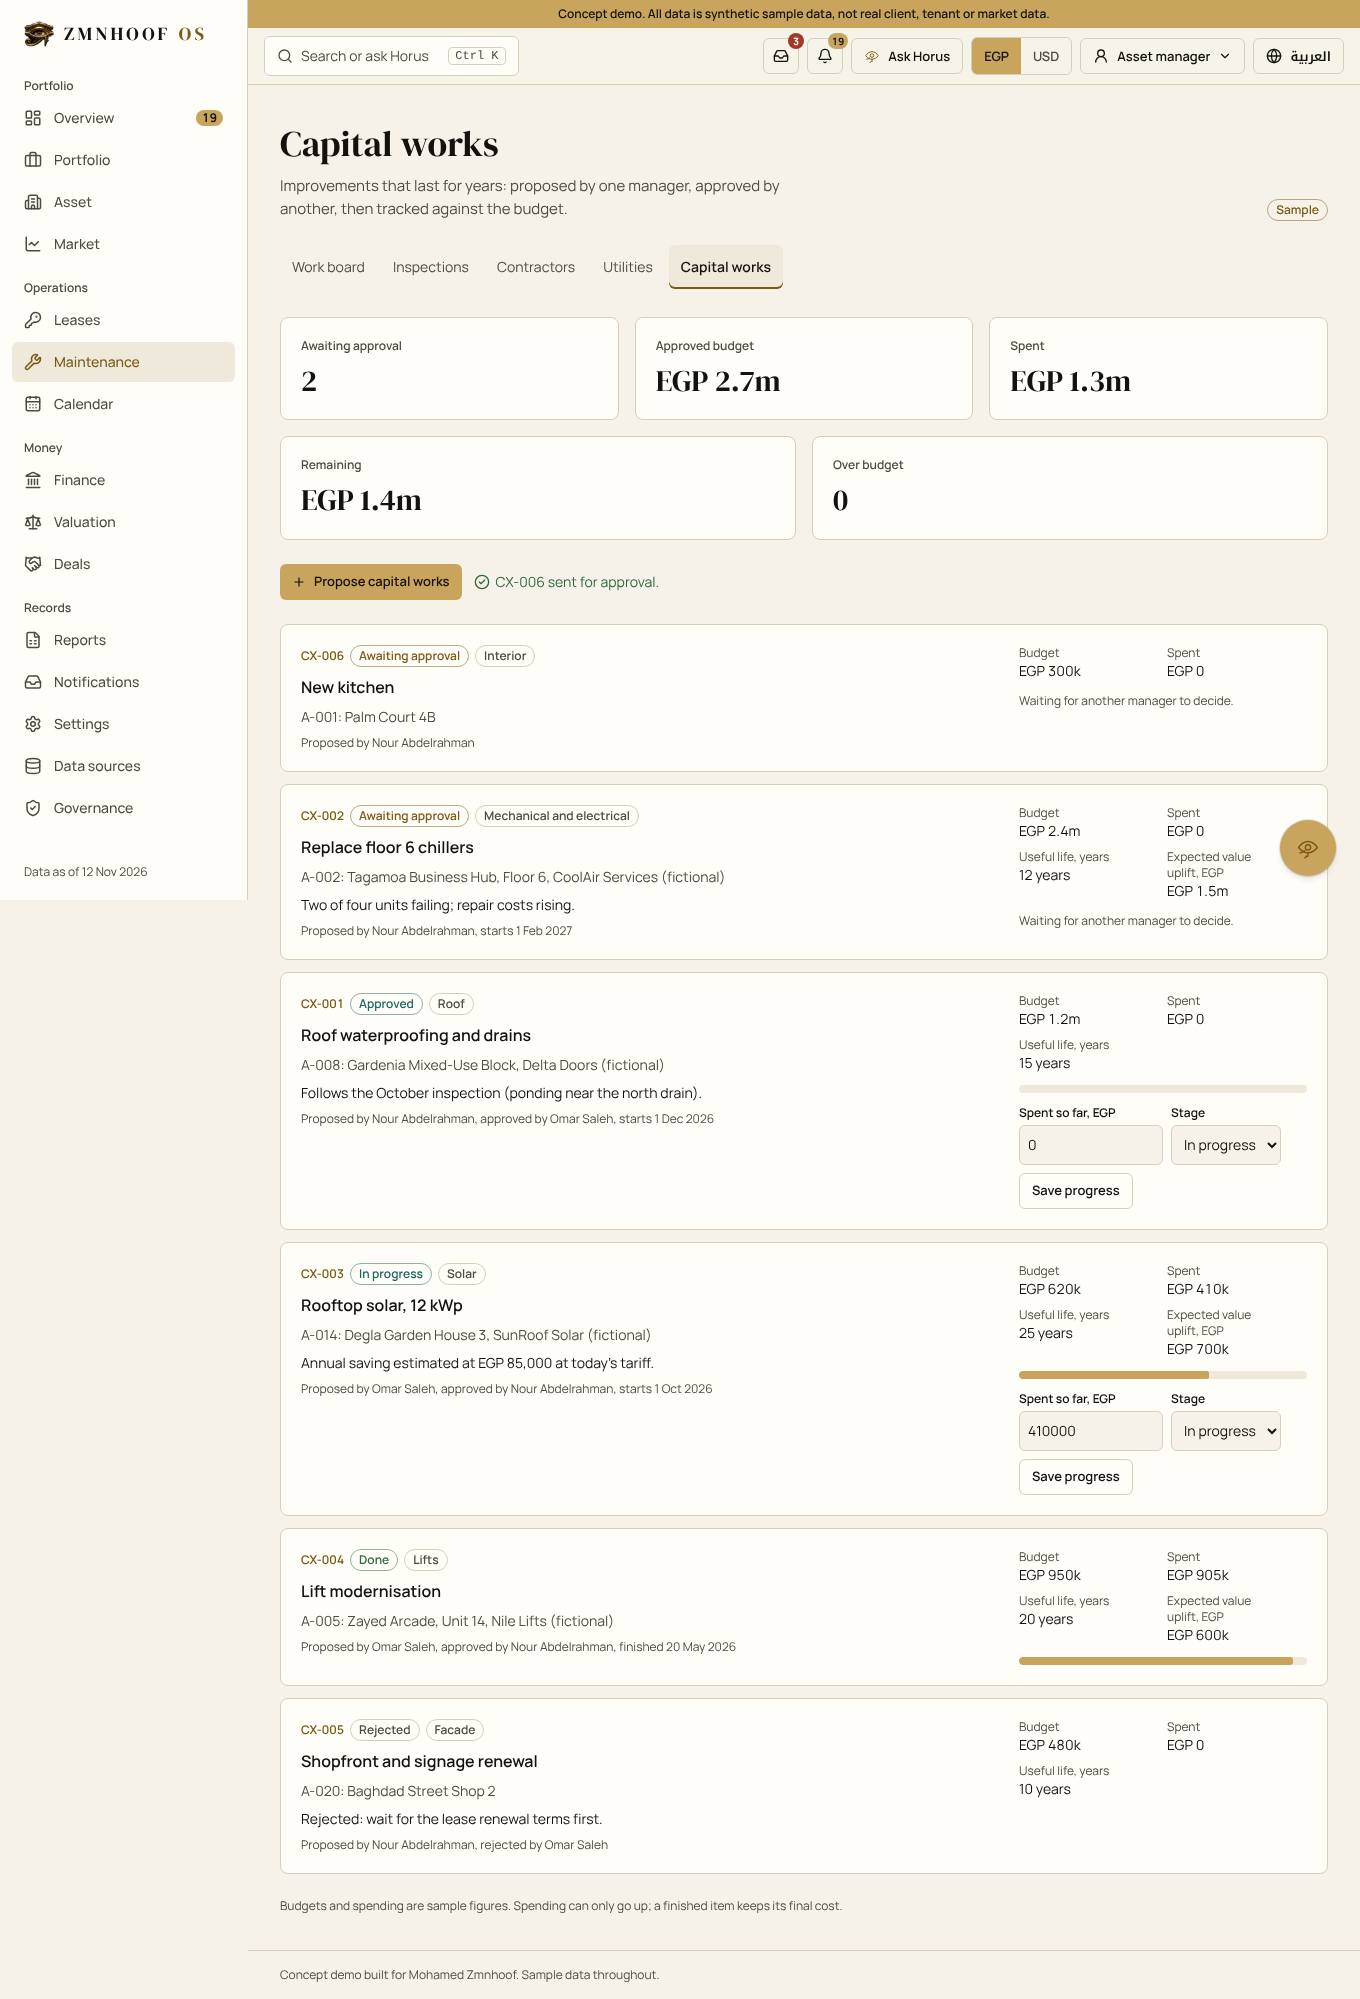 ZMNHOOF OS
Portfolio
Overview 19
Portfolio
Asset
Market
Operations
Leases
Maintenance
Calendar
Money
Finance
Valuation
Deals
Records
Reports
Notifications
Settings
Data sources
Governance
Data as of 12 Nov 2026
Concept demo. All data is synthetic sample data, not real client, tenant or market data.
Search or ask Horus Ctrl K
3
19
Ask Horus
EGP USD
Asset manager
العربية
Capital works
Improvements that last for years: proposed by one manager, approved by
another, then tracked against the budget.
Sample
Work board Inspections Contractors Utilities Capital works
Awaiting approval
2
Approved budget
EGP 2.7m
Spent
EGP 1.3m
Remaining
EGP 1.4m
Over budget
0
Propose capital works
CX-006 sent for approval.
CX-006 Awaiting approval Interior
New kitchen
A-001: Palm Court 4B
Proposed by Nour Abdelrahman
Budget Spent
EGP 300k EGP 0
Waiting for another manager to decide.
CX-002 Awaiting approval Mechanical and electrical
Replace floor 6 chillers
A-002: Tagamoa Business Hub, Floor 6, CoolAir Services (fictional)
Two of four units failing; repair costs rising.
Proposed by Nour Abdelrahman, starts 1 Feb 2027
Budget Spent
EGP 2.4m EGP 0
Useful life, years
12 years
Expected value
uplift, EGP
EGP 1.5m
Waiting for another manager to decide.
CX-001 Approved Roof
Roof waterproofing and drains
A-008: Gardenia Mixed-Use Block, Delta Doors (fictional)
Follows the October inspection (ponding near the north drain).
Proposed by Nour Abdelrahman, approved by Omar Saleh, starts 1 Dec 2026
Budget Spent
EGP 1.2m EGP 0
Useful life, years
15 years
Spent so far, EGP Stage
0 In progress
Save progress
CX-003 In progress Solar
Rooftop solar, 12 kWp
A-014: Degla Garden House 3, SunRoof Solar (fictional)
Annual saving estimated at EGP 85,000 at today's tariff.
Proposed by Omar Saleh, approved by Nour Abdelrahman, starts 1 Oct 2026
Budget Spent
EGP 620k EGP 410k
Useful life, years
25 years
Expected value
uplift, EGP
EGP 700k
Spent so far, EGP Stage
410000 In progress
Save progress
CX-004 Done Lifts
Lift modernisation
A-005: Zayed Arcade, Unit 14, Nile Lifts (fictional)
Proposed by Omar Saleh, approved by Nour Abdelrahman, finished 20 May 2026
Budget Spent
EGP 950k EGP 905k
Useful life, years
20 years
Expected value
uplift, EGP
EGP 600k
CX-005 Rejected Facade
Shopfront and signage renewal
A-020: Baghdad Street Shop 2
Rejected: wait for the lease renewal terms first.
Proposed by Nour Abdelrahman, rejected by Omar Saleh
Budget Spent
EGP 480k EGP 0
Useful life, years
10 years
Budgets and spending are sample figures. Spending can only go up; a finished item keeps its final cost.
Concept demo built for Mohamed Zmnhoof. Sample data throughout.